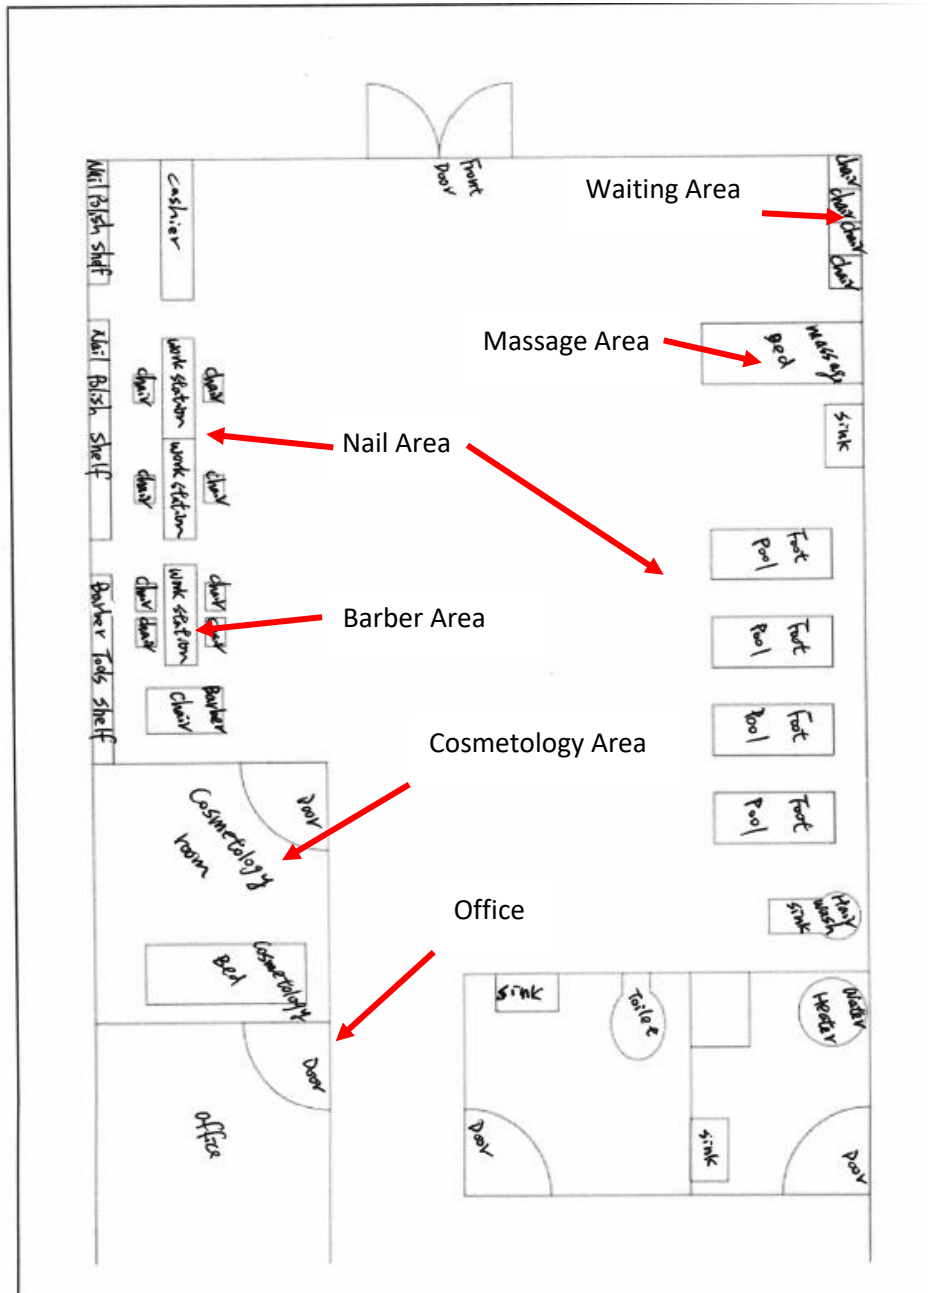 Front
Door
Waiting Area
chair
chair
chair
chair
Nail Polish shelf
cashier
Massage Area
massage
Bed
Nail Polish shelf
work station
chair
chair
sink
Nail Area
work station
chair
chair
Foot
Pool
Barber Tools shelf
work station
chair
chair
chair
chair
Barber Area
Foot
Pool
Barber
chair
Foot
Pool
Cosmetology Area
Door
Cosmetology
room
Foot
Pool
Office
Hair
wash
sink
Cosmetology
Bed
sink
Toilet
Water
Heater
Door
office
Door
sink
Door